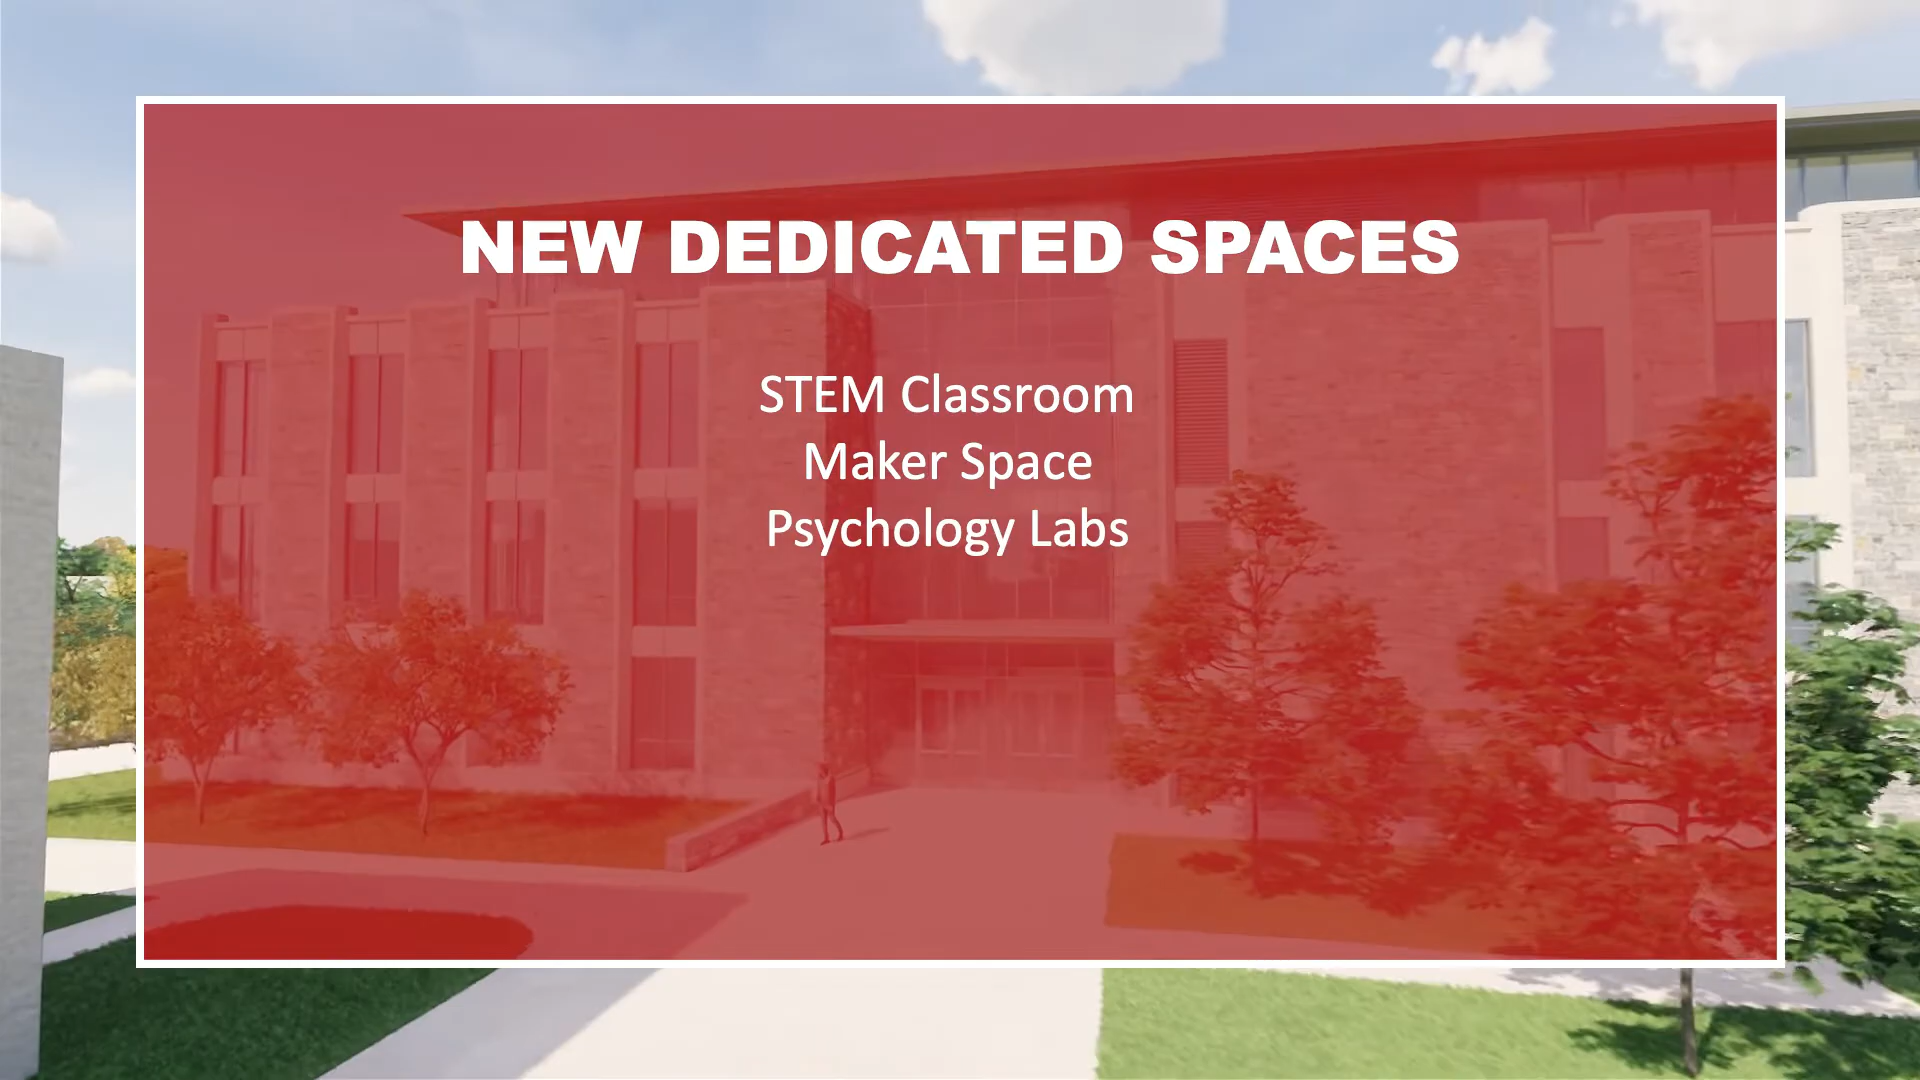 NEW DEDICATED SPACES
STEM Classroom
Maker Space
Psychology Labs